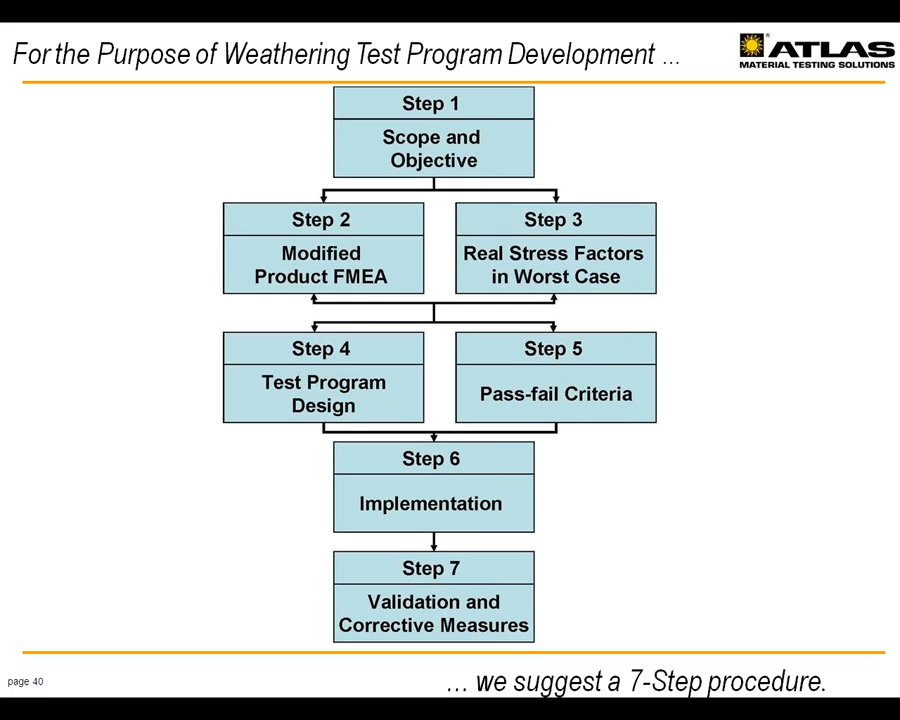 For the Purpose of Weathering Test Program Development ...
ATLAS
MATERIAL TESTING SOLUTIONS
Step 1
Scope and
Objective
Step 2
Modified
Product FMEA
Step 3
Real Stress Factors
in Worst Case
Step 4
Test Program
Design
Step 5
Pass-fail Criteria
Step 6
Implementation
Step 7
Validation and
Corrective Measures
page 40
... we suggest a 7-Step procedure.